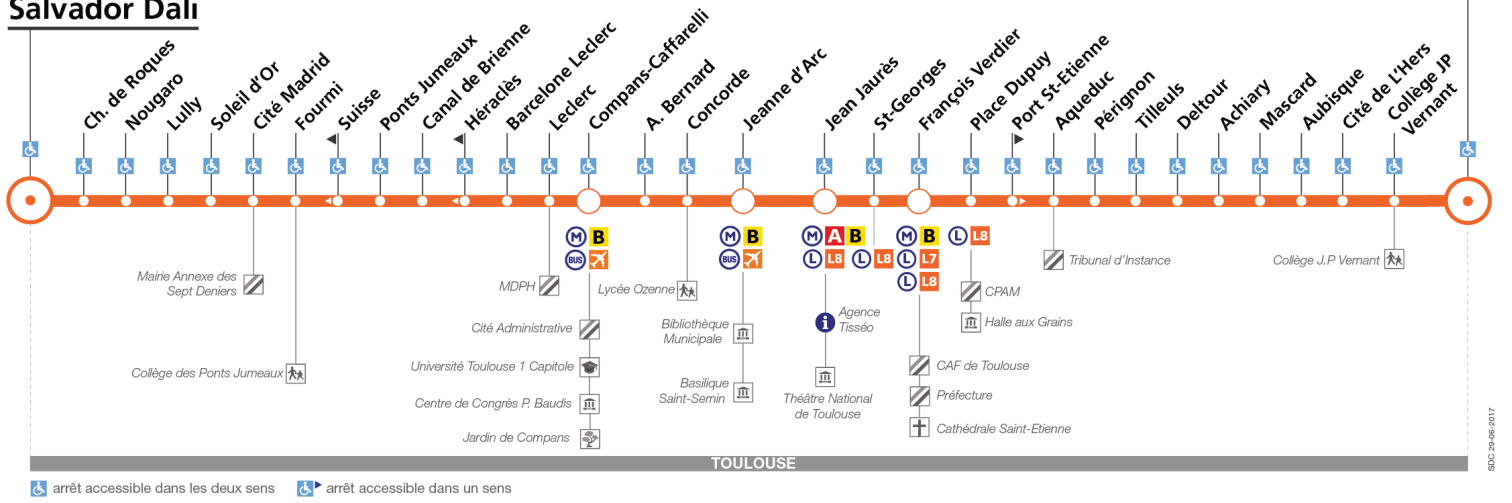 Salvador Dalí
Ch. de Roques
Nougaro
Lully
Soleil d'Or
Cité Madrid
Fourmi
Suisse
Ponts Jumeaux
Canal de Brienne
Héraclès
Barcelone Leclerc
Leclerc
Compans-Caffarelli
A. Bernard
Concorde
Jeanne d'Arc
Jean Jaurès
St-Georges
François Verdier
Place Dupuy
Port St-Etienne
Aqueduc
Pérignon
Tilleuls
Deltour
Achiary
Mascard
Aubisque
Cité de L'Hers
Collège JP
Vernant
M B
BUS
M B
BUS
M A B
L L8
L L8
M B
L L7
L L8
L L8
Mairie Annexe des
Sept Deniers
Collège des Ponts Jumeaux
MDPH
Cité Administrative
Université Toulouse 1 Capitole
Centre de Congrès P. Baudis
Jardin de Compans
Lycée Ozenne
Bibliothèque
Municipale
Basilique
Saint-Sernin
Agence
Tisséo
Théâtre National
de Toulouse
CAF de Toulouse
Préfecture
Cathédrale Saint-Etienne
CPAM
Halle aux Grains
Tribunal d'Instance
Collège J.P Vernant
TOULOUSE
arrêt accessible dans les deux sens
arrêt accessible dans un sens
SDC 29-06-2017